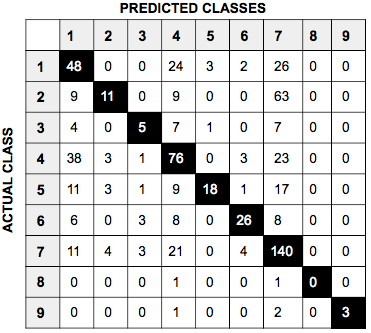 PREDICTED CLASSES
1 2 3 4 5 6 7 8 9
ACTUAL CLASS
1 48 0 0 24 3 2 26 0 0
2 9 11 0 9 0 0 63 0 0
3 4 0 5 7 1 0 7 0 0
4 38 3 1 76 0 3 23 0 0
5 11 3 1 9 18 1 17 0 0
6 6 0 3 8 0 26 8 0 0
7 11 4 3 21 0 4 140 0 0
8 0 0 0 1 0 0 1 0 0
9 0 0 0 1 0 0 2 0 3